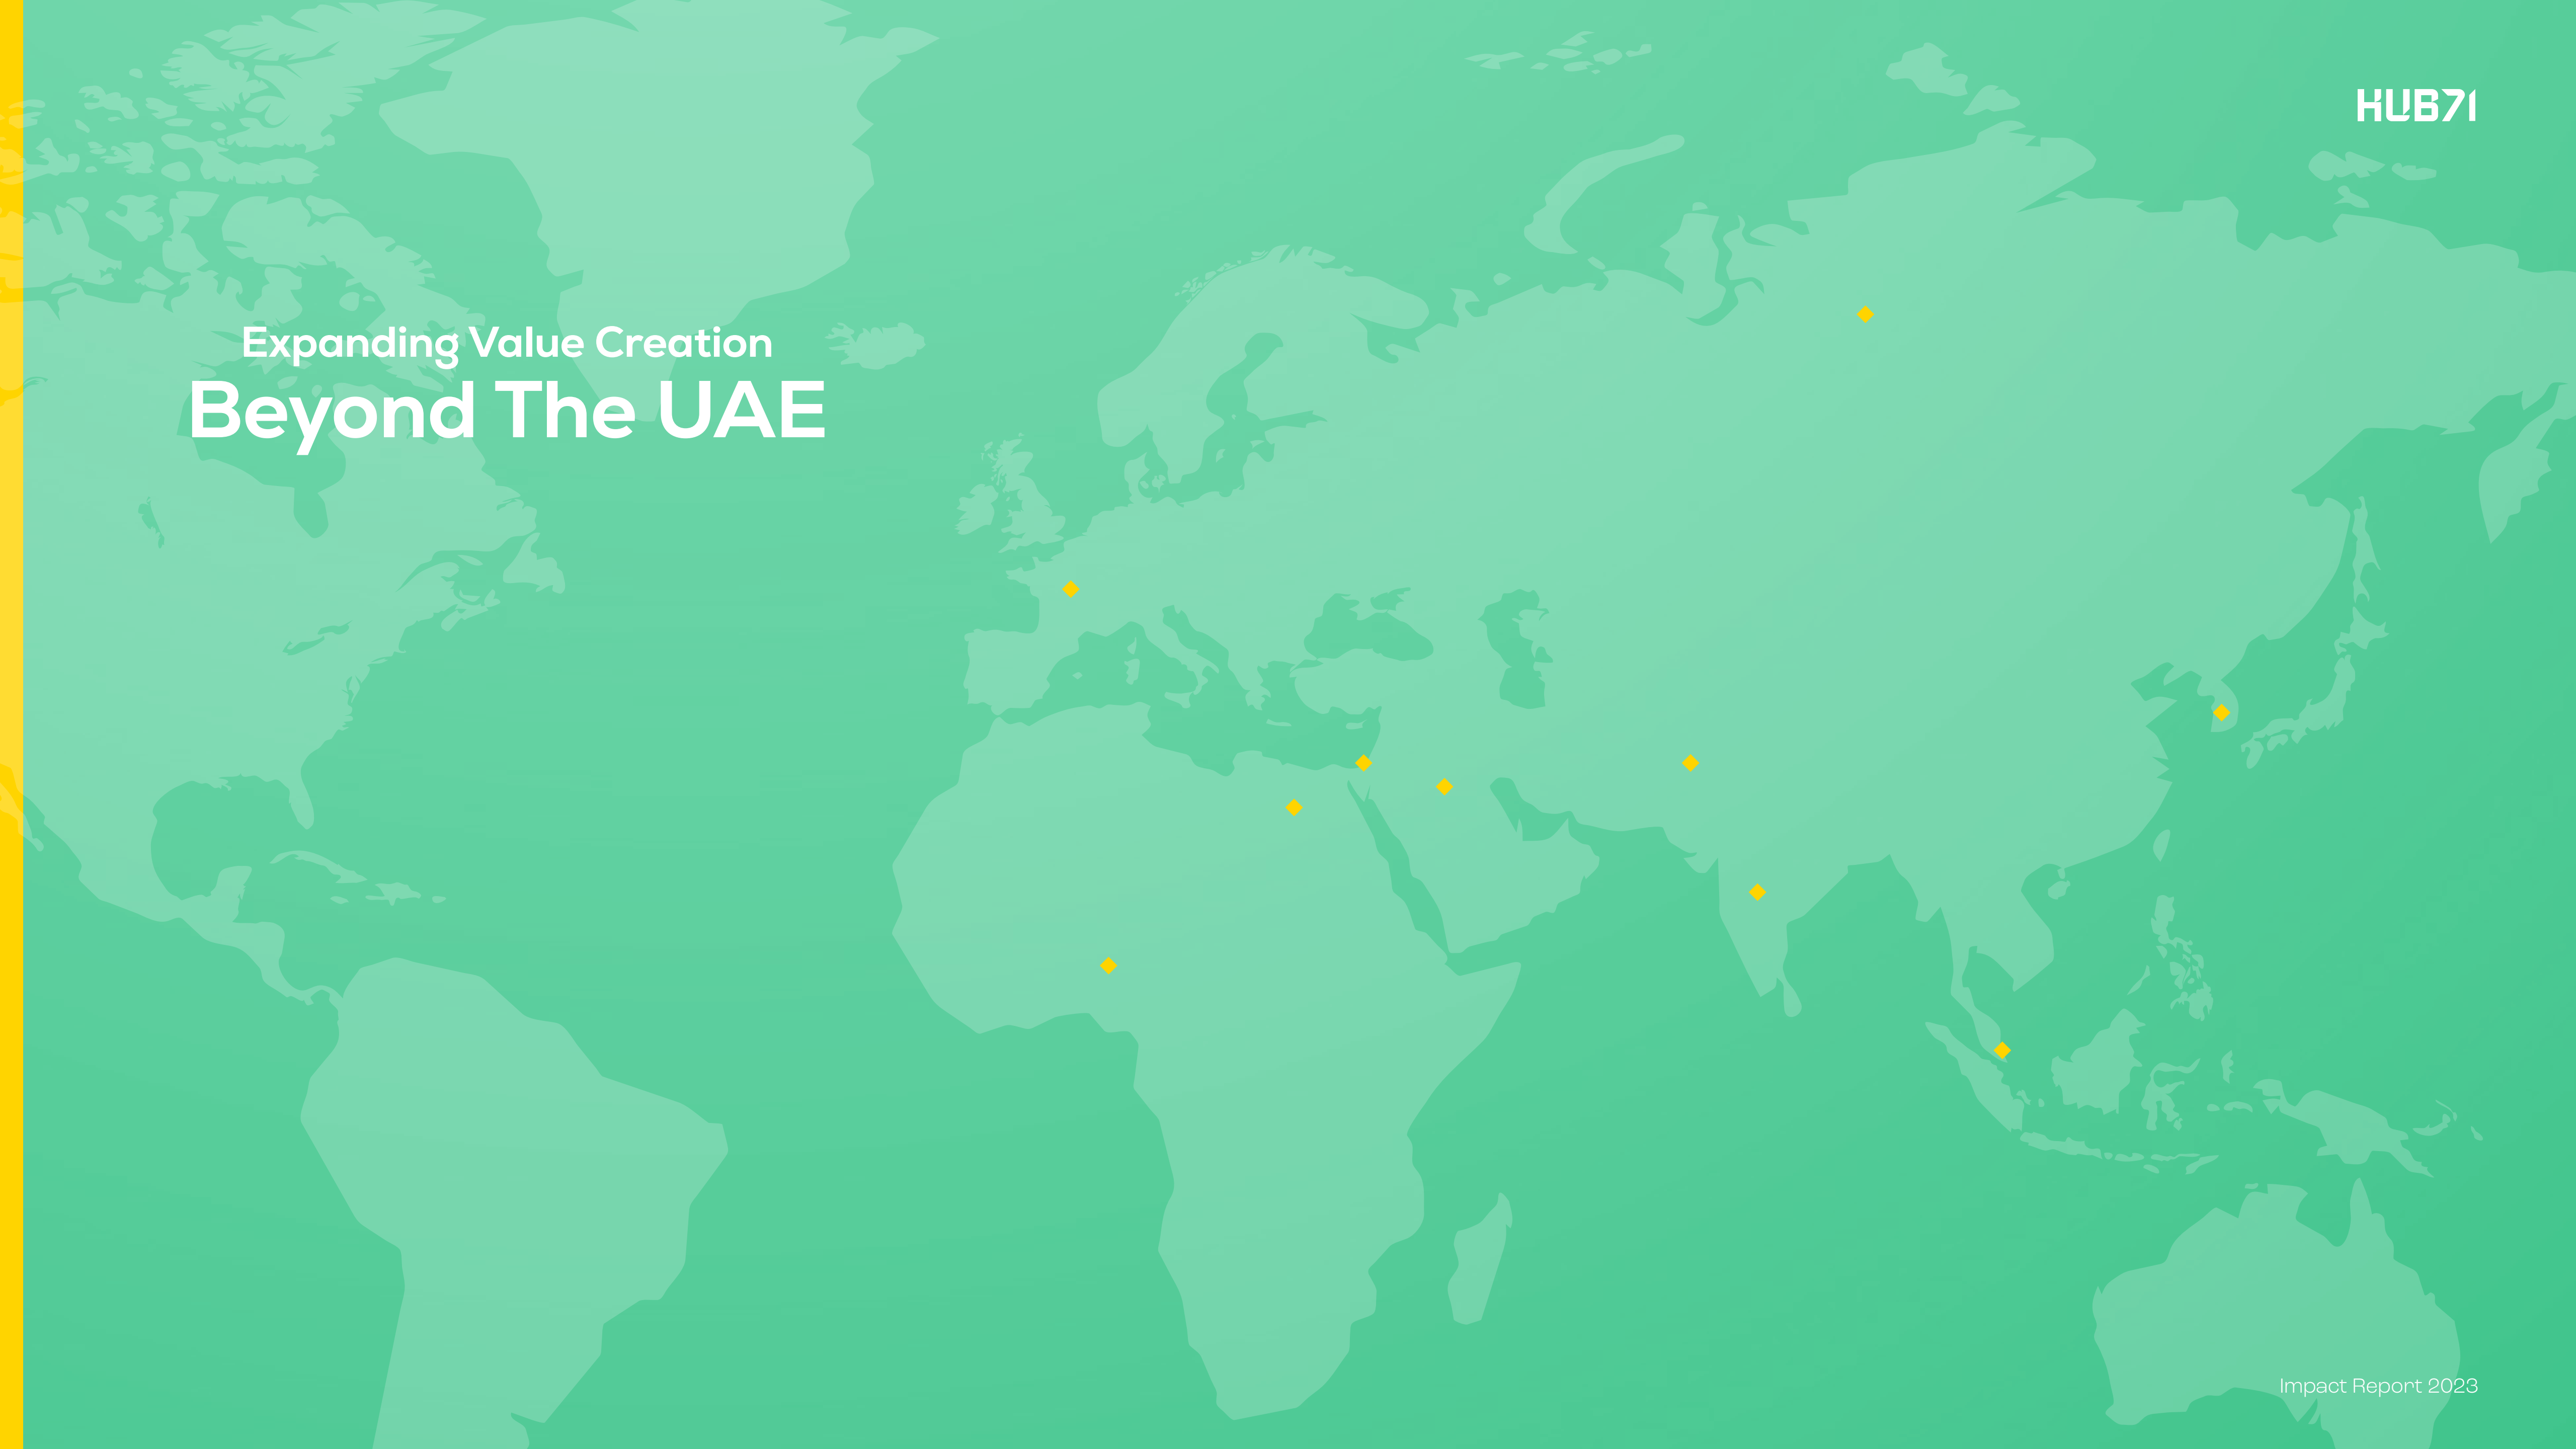 HUB71
Expanding Value Creation
Beyond The UAE
Impact Report 2023